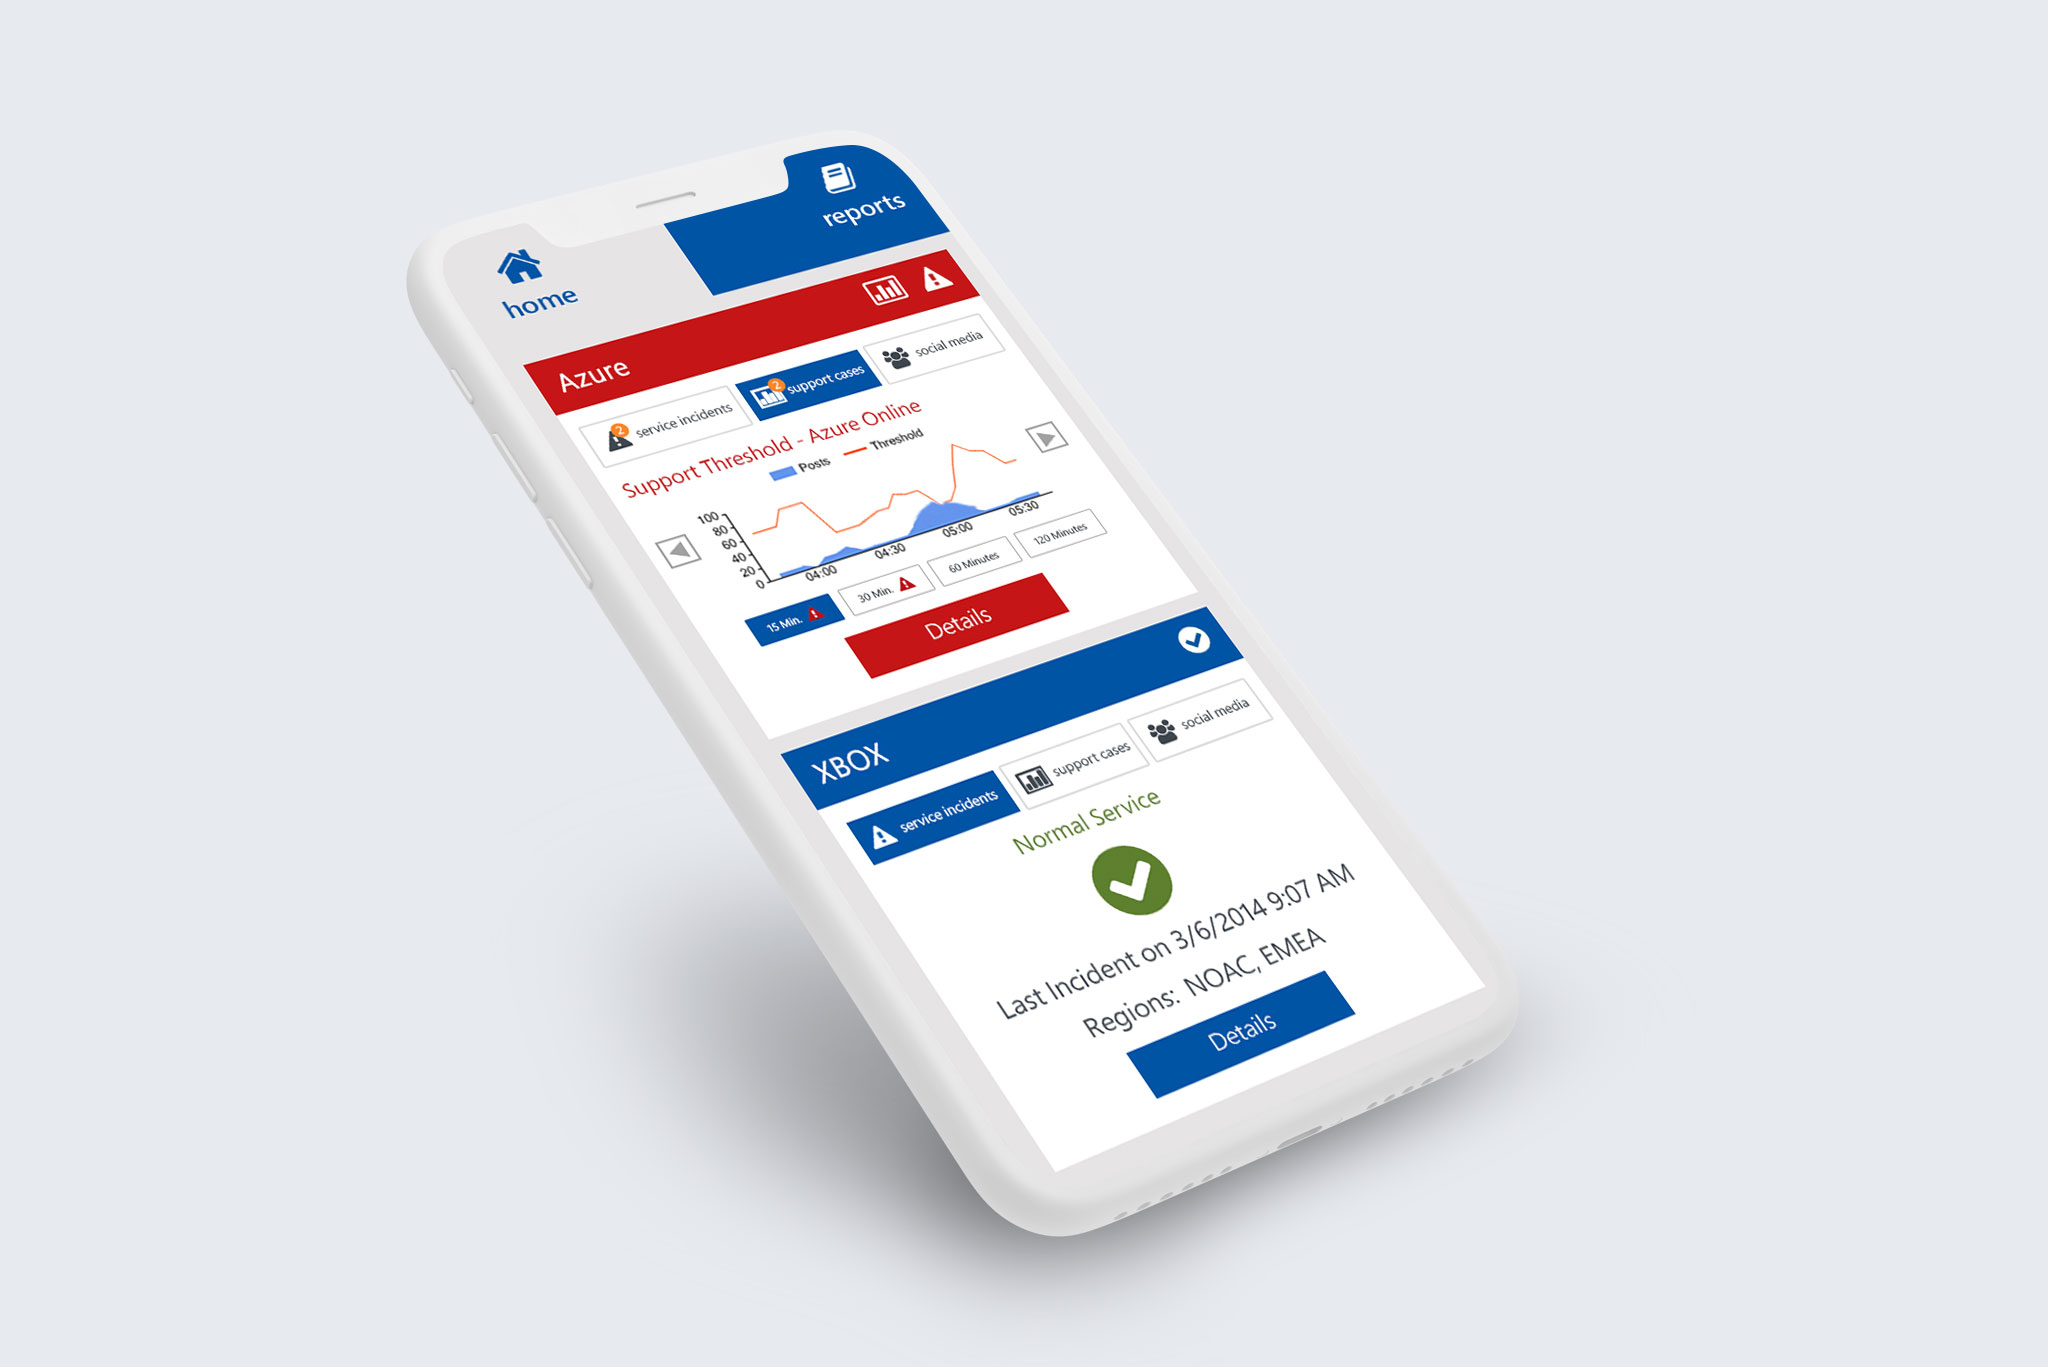 home
reports
Azure
2 service incidents
2 support cases
social media
Support Threshold - Azure Online
Posts
Threshold
100
80
60
40
20
0
04:00
04:30
05:00
05:30
15 Min.
30 Min.
60 Minutes
120 Minutes
Details
XBOX
service incidents
support cases
social media
Normal Service
Last Incident on 3/6/2014 9:07 AM
Regions: NOAC, EMEA
Details